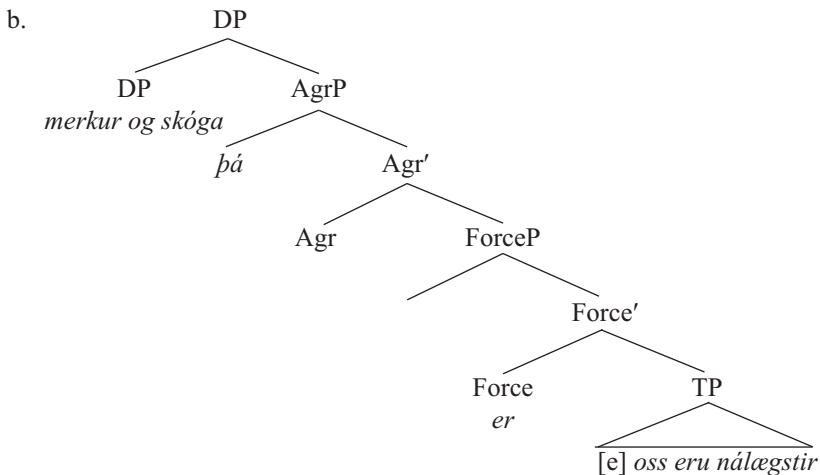 b.
DP
DP AgrP
merkur og skóga
þá Agr′
Agr ForceP
Force′
Force TP
er
[e] oss eru nálægstir